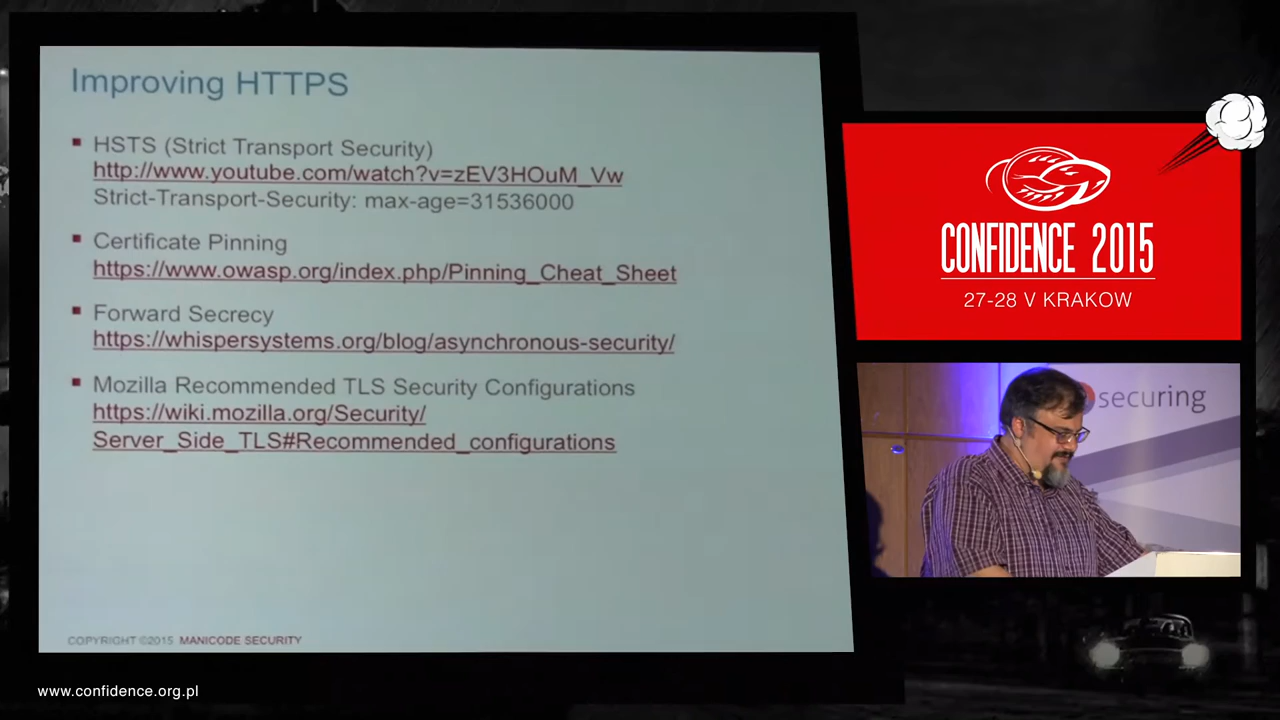 Improving HTTPS
HSTS (Strict Transport Security)
http://www.youtube.com/watch?v=zEV3HOuM_Vw
Strict-Transport-Security: max-age=31536000
Certificate Pinning
https://www.owasp.org/index.php/Pinning_Cheat_Sheet
Forward Secrecy
https://whispersystems.org/blog/asynchronous-security/
Mozilla Recommended TLS Security Configurations
https://wiki.mozilla.org/Security/
Server_Side_TLS#Recommended_configurations
COPYRIGHT ©2015 MANICODE SECURITY
CONFIDENCE 2015
27-28 V KRAKOW
securing
www.confidence.org.pl